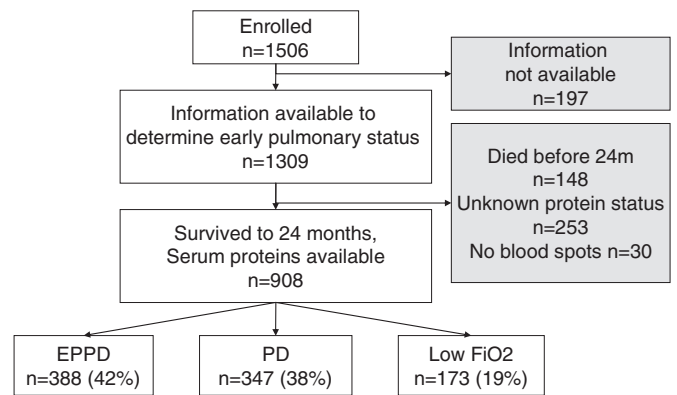 Enrolled
n=1506
Information
not available
n=197
Information available to
determine early pulmonary status
n=1309
Died before 24m
n=148
Unknown protein status
n=253
No blood spots n=30
Survived to 24 months,
Serum proteins available
n=908
EPPD
n=388 (42%)
PD
n=347 (38%)
Low FiO2
n=173 (19%)